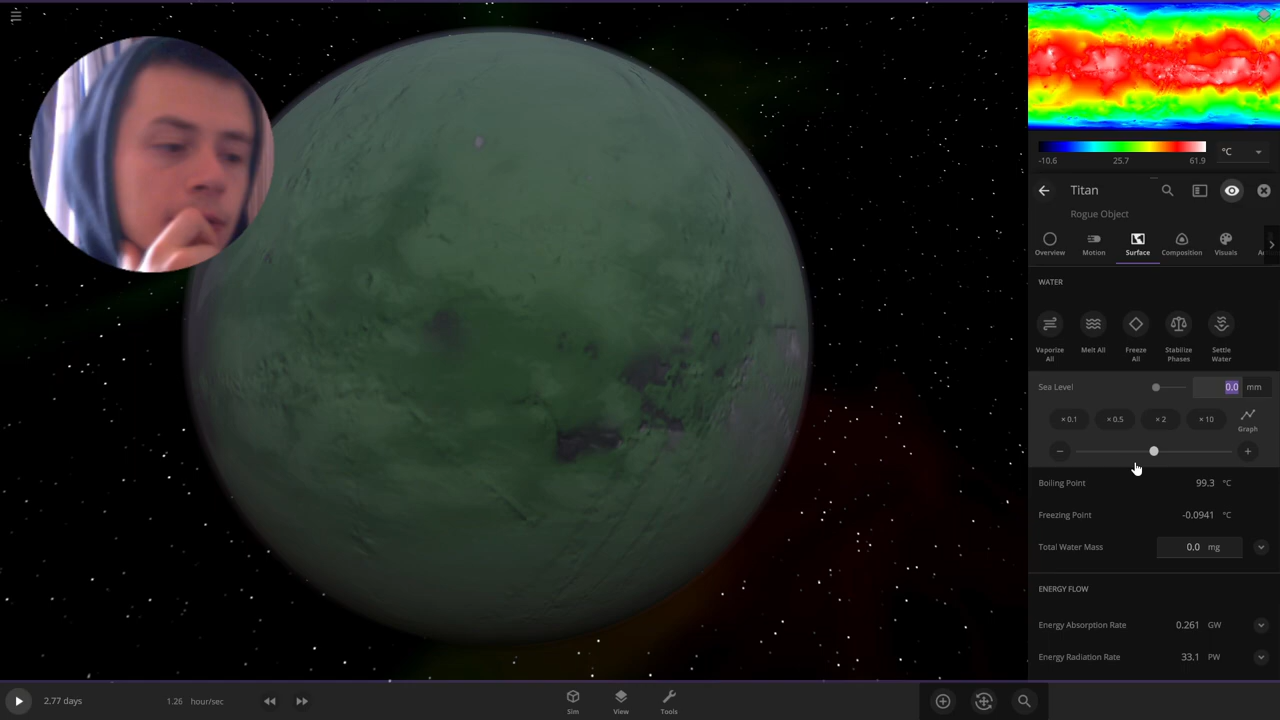 -10.6 25.7 61.9 °C
Titan
Rogue Object
Overview Motion Surface Composition Visuals
WATER
Vaporize All Melt All Freeze All Stabilize Phases Settle Water
Sea Level 0.0 mm
× 0.1 × 0.5 × 2 × 10 Graph
Boiling Point 99.3 °C
Freezing Point -0.0941 °C
Total Water Mass 0.0 mg
ENERGY FLOW
Energy Absorption Rate 0.261 GW
Energy Radiation Rate 33.1 PW
2.77 days 1.26 hour/sec Sim View Tools